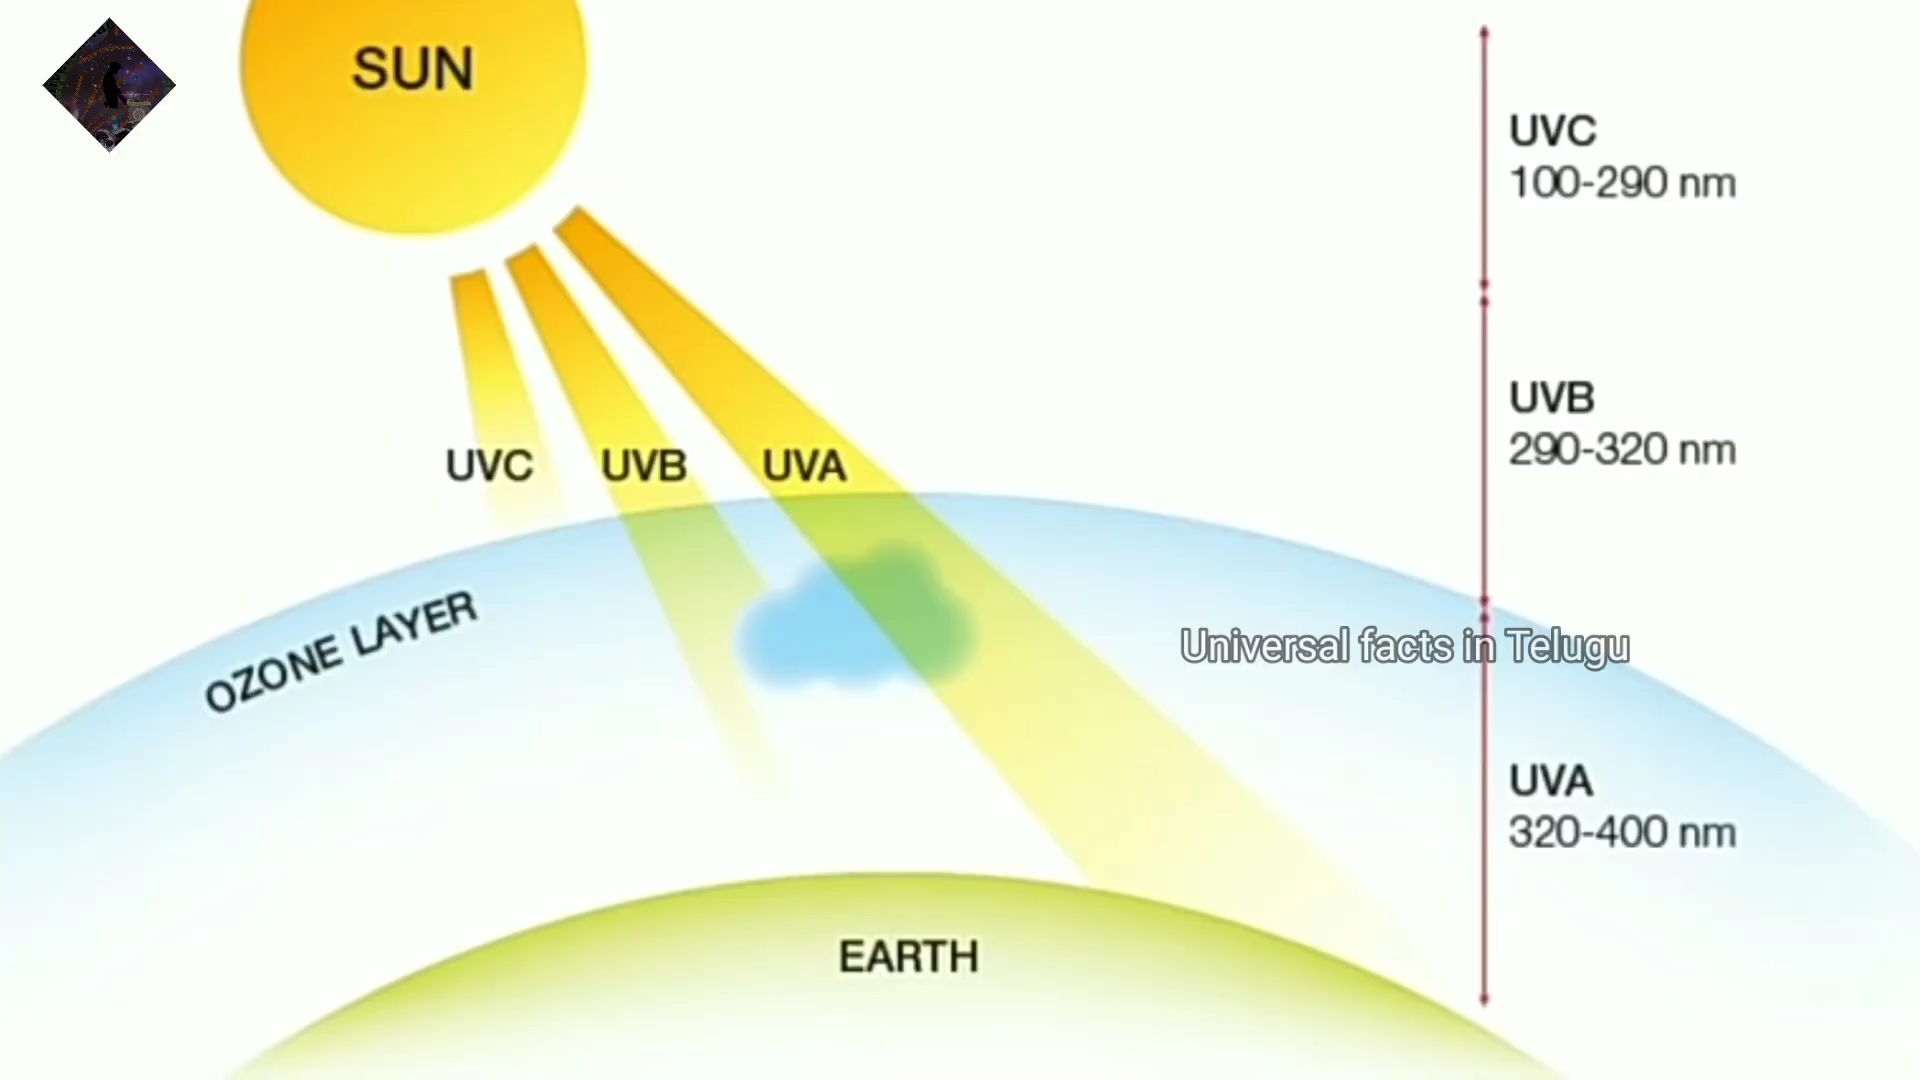 SUN
UVC
100-290 nm
UVB
290-320 nm
UVC UVB UVA
OZONE LAYER
Universal facts in Telugu
UVA
320-400 nm
EARTH